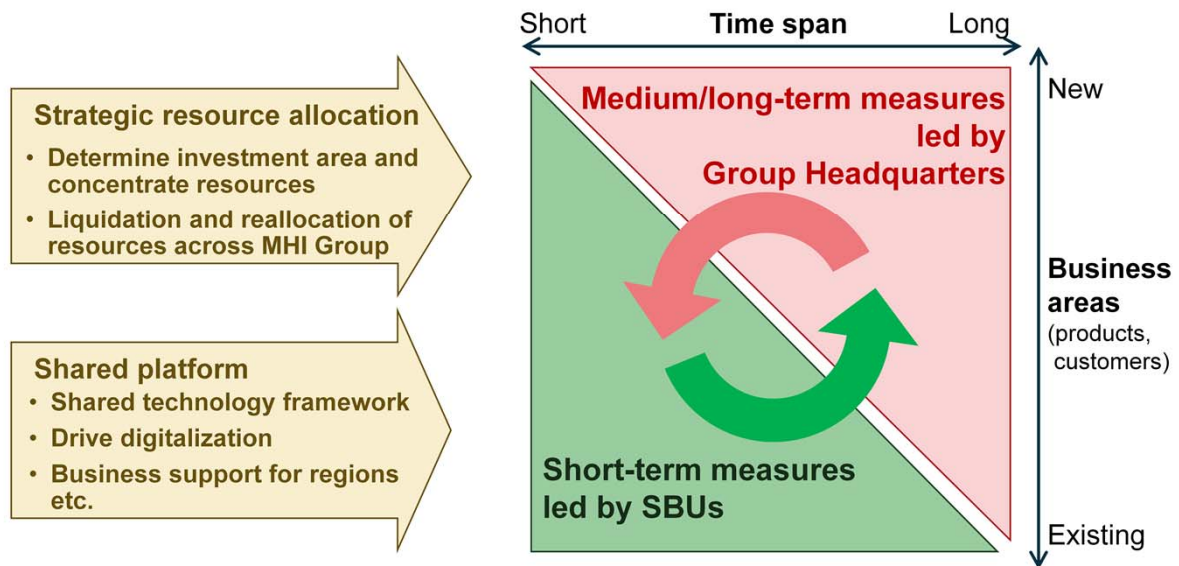 Strategic resource allocation
• Determine investment area and
concentrate resources
• Liquidation and reallocation of
resources across MHI Group
Shared platform
• Shared technology framework
• Drive digitalization
• Business support for regions
etc.
Short Time span Long
Medium/long-term measures
led by
Group Headquarters
Short-term measures
led by SBUs
New
Business
areas
(products,
customers)
Existing